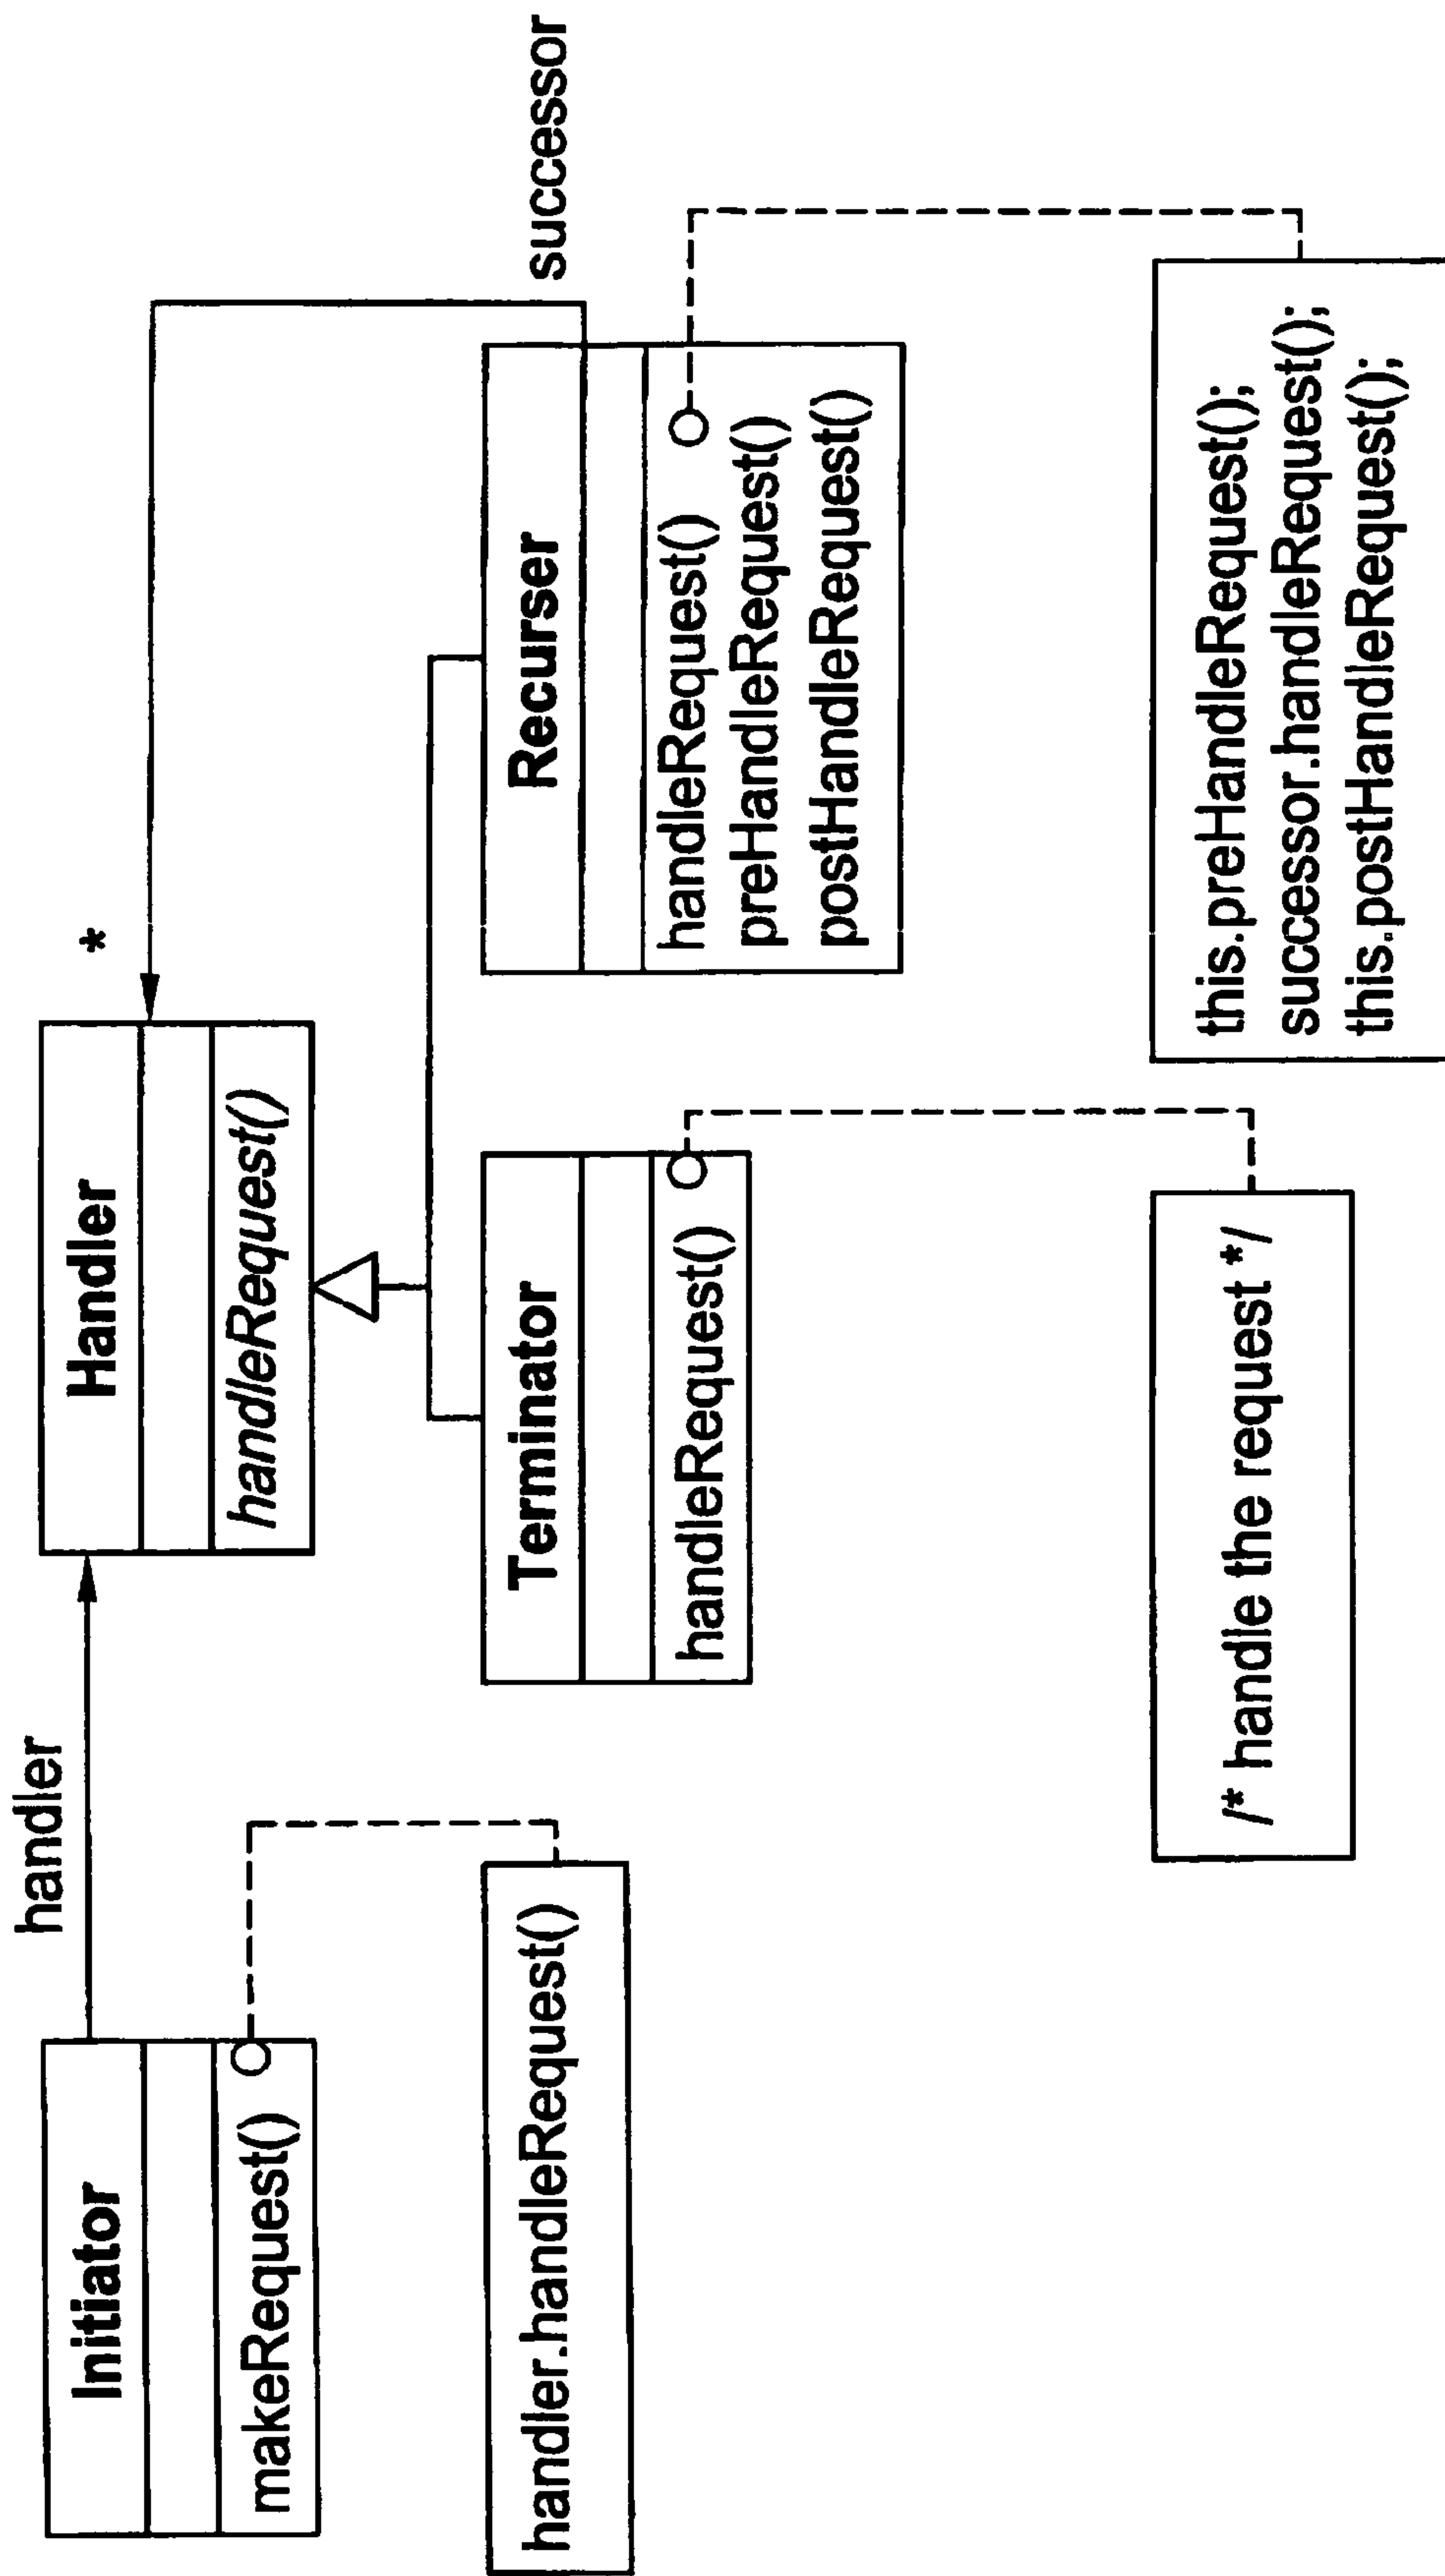 handler
Initiator
makeRequest()
handler.handleRequest()
Handler
handleRequest()
*
successor
Terminator
handleRequest()
/* handle the request */
Recurser
handleRequest()
preHandleRequest()
postHandleRequest()
this.preHandleRequest();
successor.handleRequest();
this.postHandleRequest();